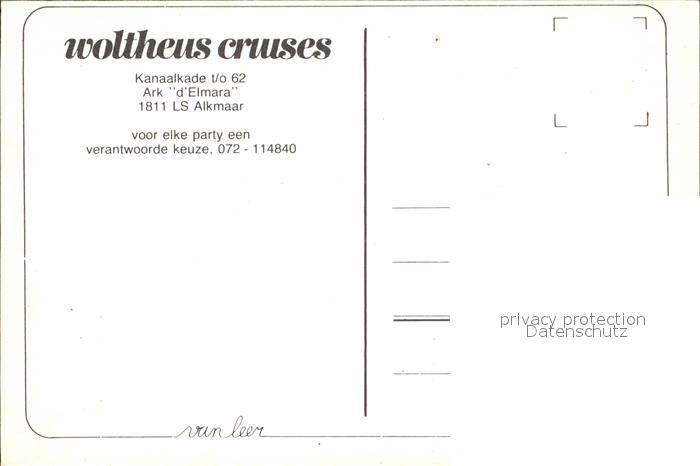 woltheus cruises
Kanaalkade t/o 62
Ark "d'Elmara"
1811 LS Alkmaar
voor elke party een
verantwoorde keuze, 072 - 114840
privacy protection
Datenschutz
van leer